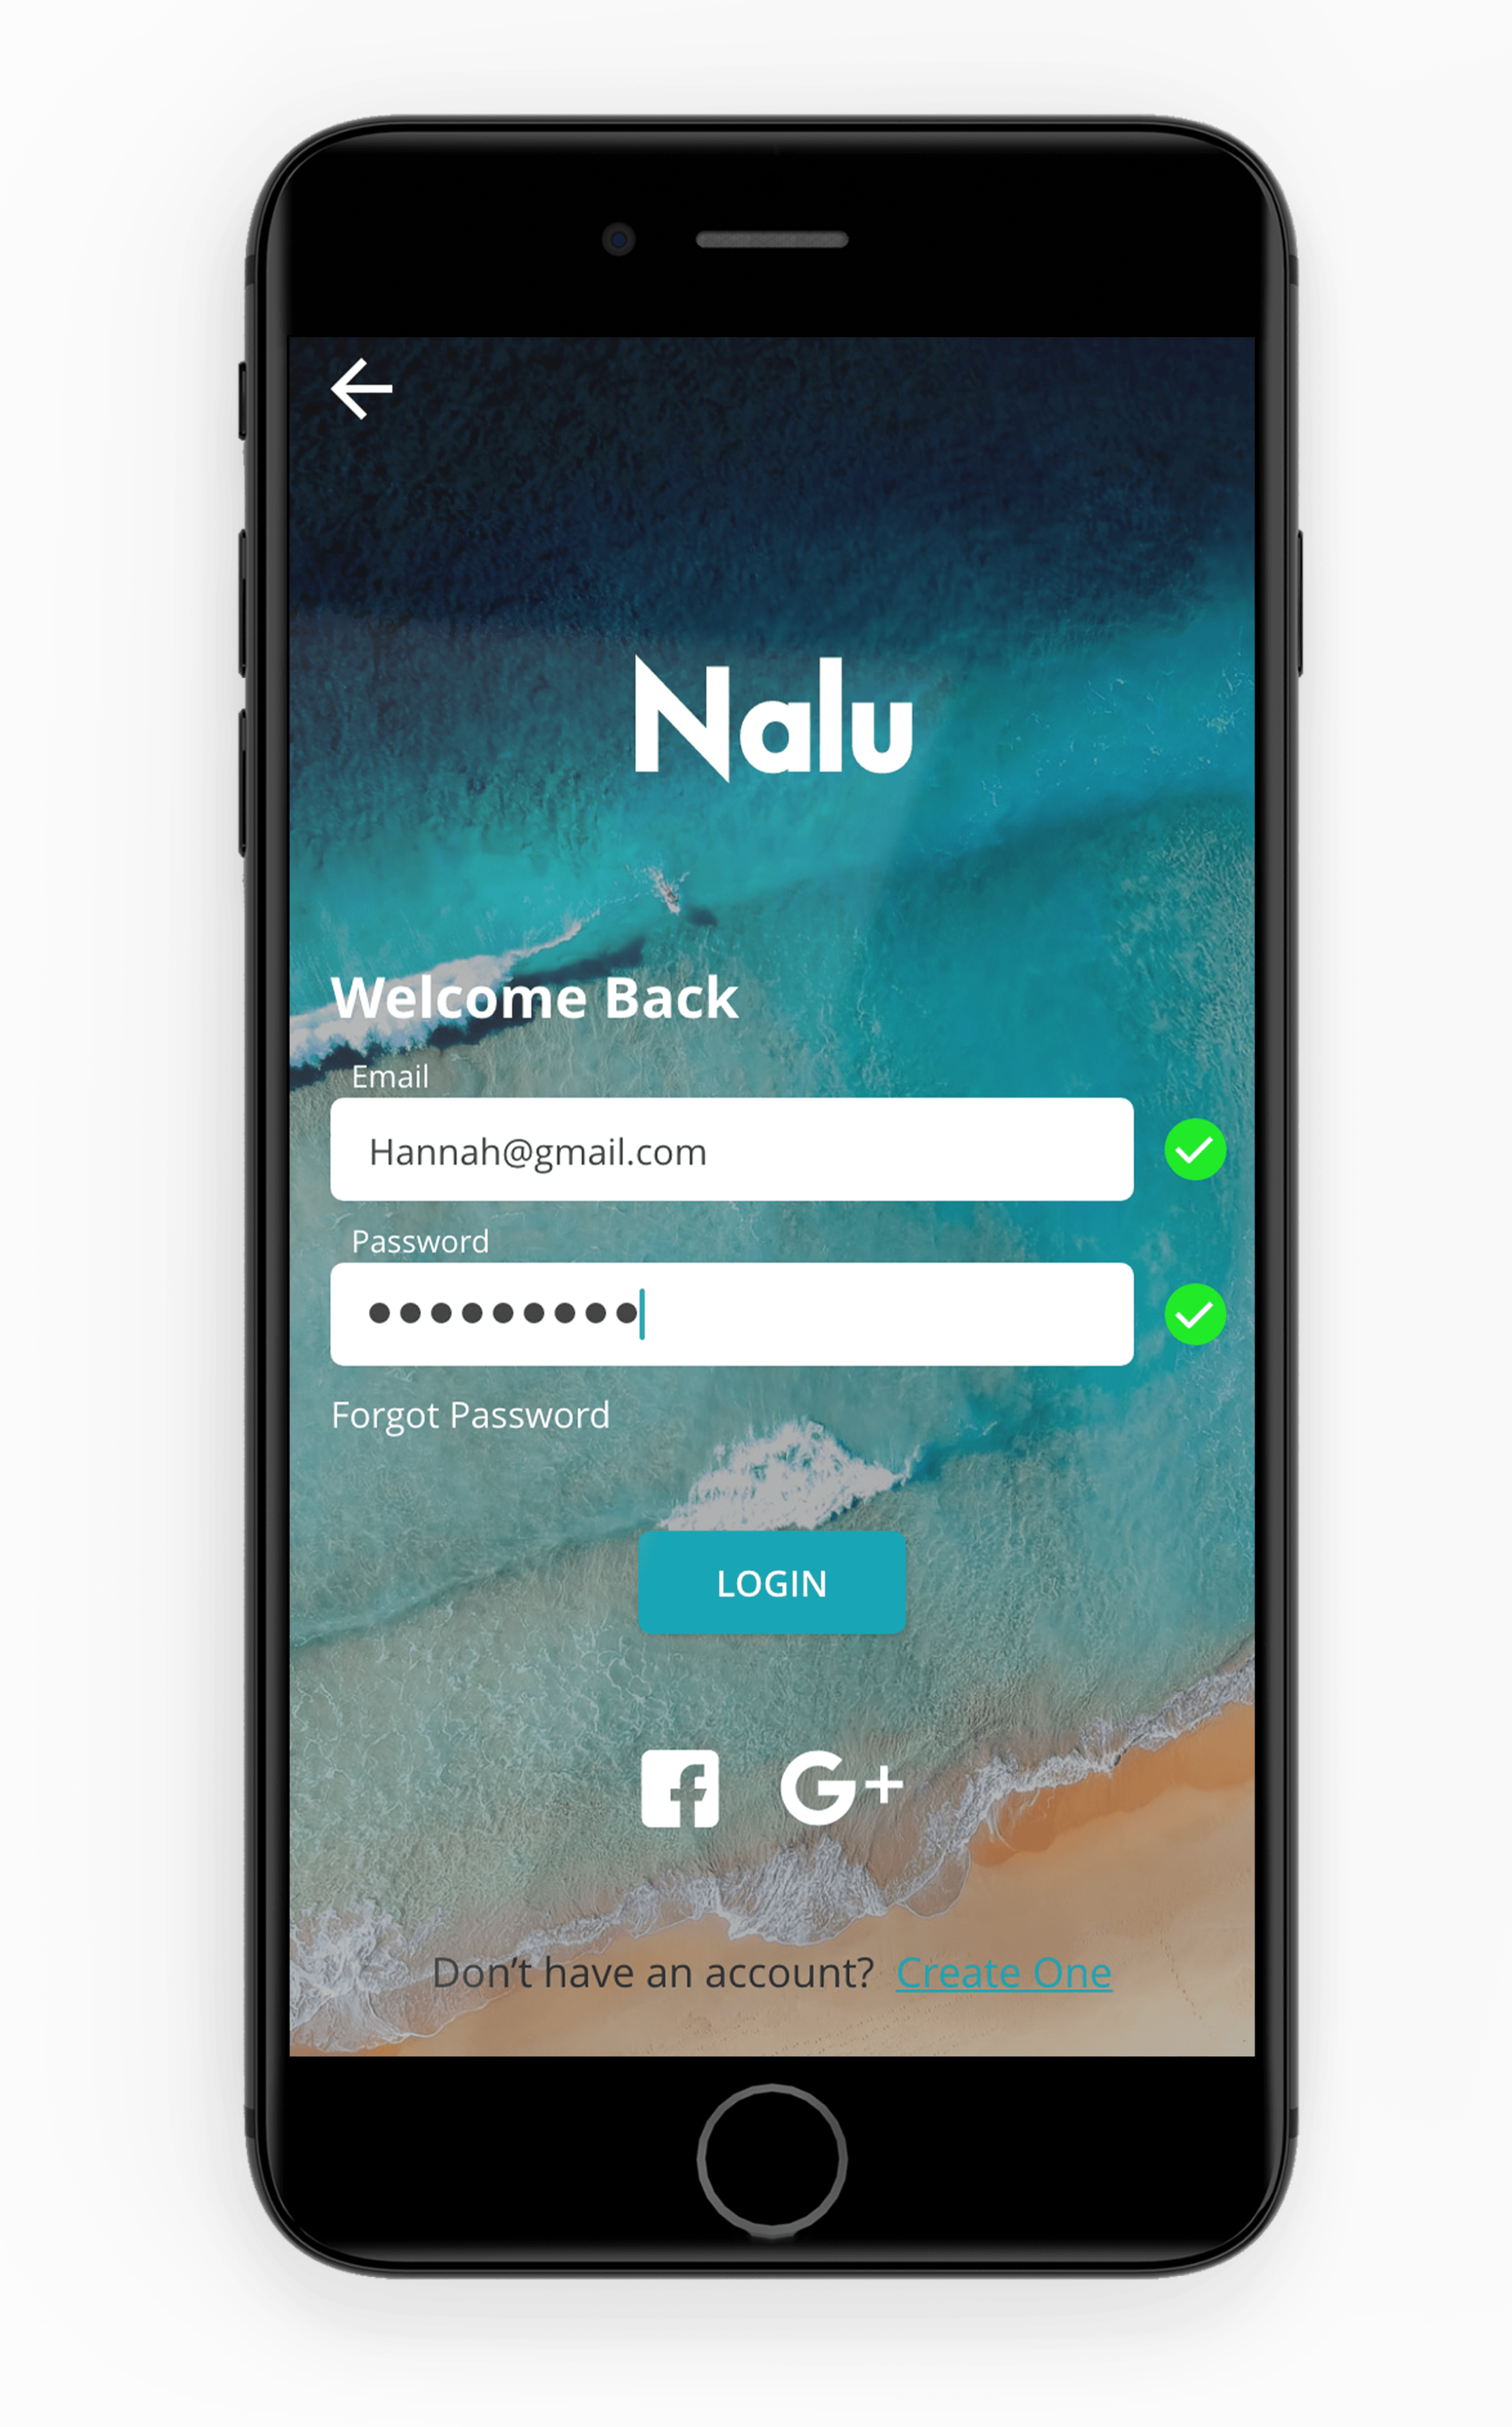 Nalu
Welcome Back
Email
Hannah@gmail.com
Password
●●●●●●●●●
Forgot Password
LOGIN
G+
Don’t have an account? Create One